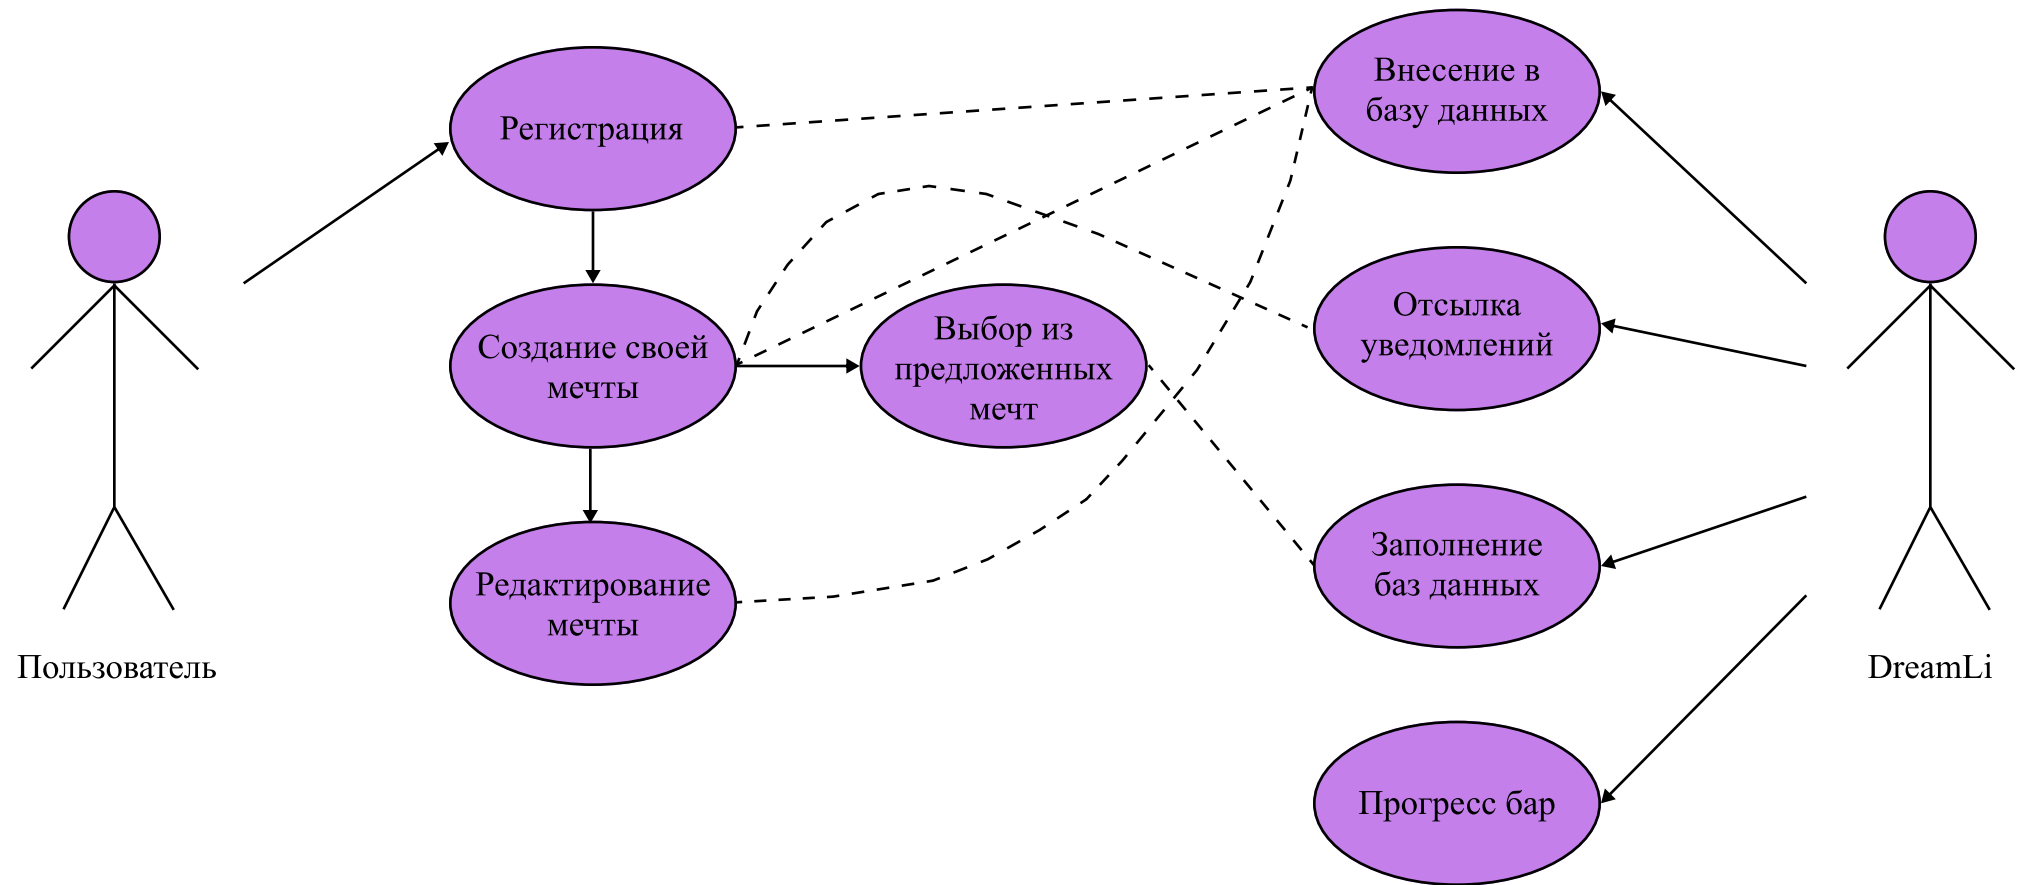 Внесение в
базу данных
Регистрация
Отсылка
уведомлений
Создание своей
мечты
Выбор из
предложенных
мечт
Заполнение
баз данных
Редактирование
мечты
Пользователь
DreamLi
Прогресс бар